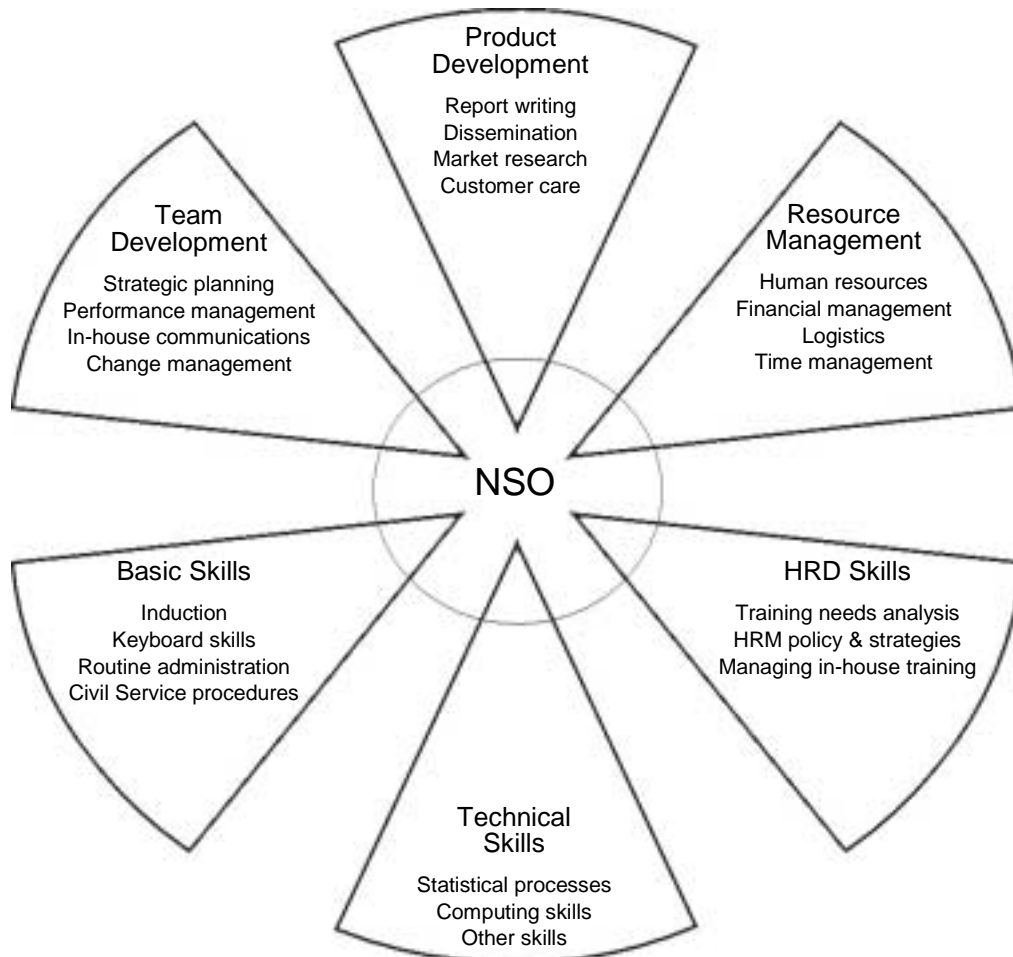 Product
Development
Report writing
Dissemination
Market research
Customer care
Team
Development
Strategic planning
Performance management
In-house communications
Change management
Resource
Management
Human resources
Financial management
Logistics
Time management
NSO
Basic Skills
Induction
Keyboard skills
Routine administration
Civil Service procedures
HRD Skills
Training needs analysis
HRM policy & strategies
Managing in-house training
Technical
Skills
Statistical processes
Computing skills
Other skills